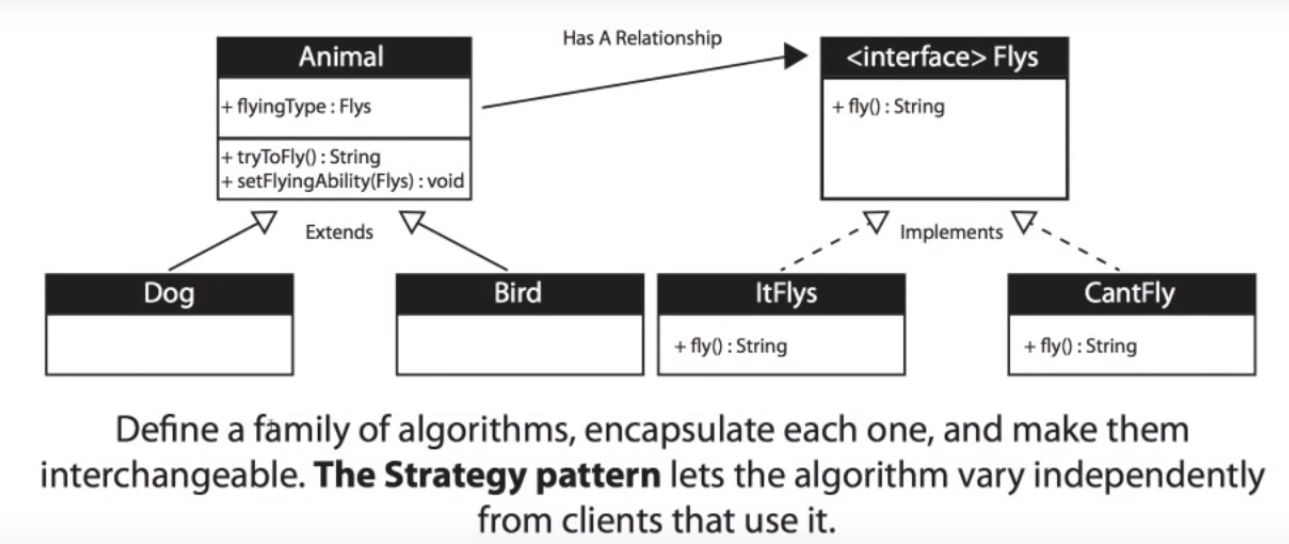 Has A Relationship
Animal
+ flyingType : Flys
+ tryToFly() : String
+ setFlyingAbility(Flys) : void
<interface> Flys
+ fly() : String
Extends
Implements
Dog
Bird
ItFlys
+ fly() : String
CantFly
+ fly() : String
Define a family of algorithms, encapsulate each one, and make them
interchangeable. The Strategy pattern lets the algorithm vary independently
from clients that use it.